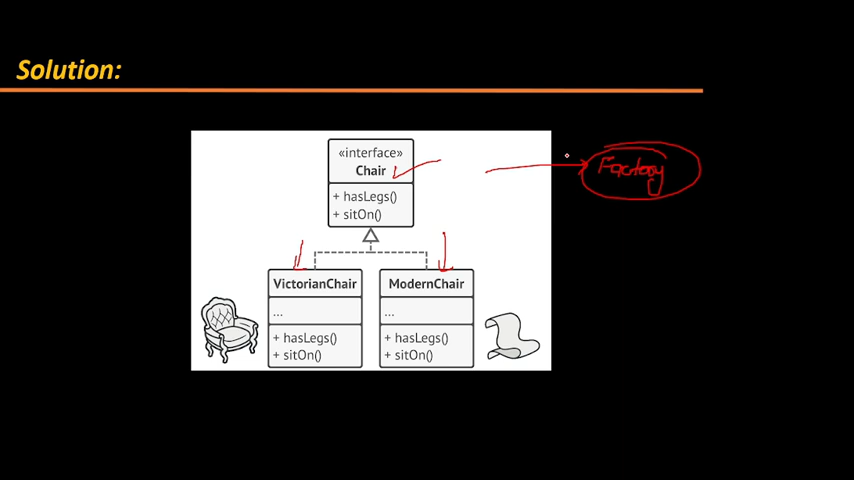 Solution:
«interface»
Chair
+ hasLegs()
+ sitOn()
Factory
VictorianChair
...
+ hasLegs()
+ sitOn()
ModernChair
...
+ hasLegs()
+ sitOn()